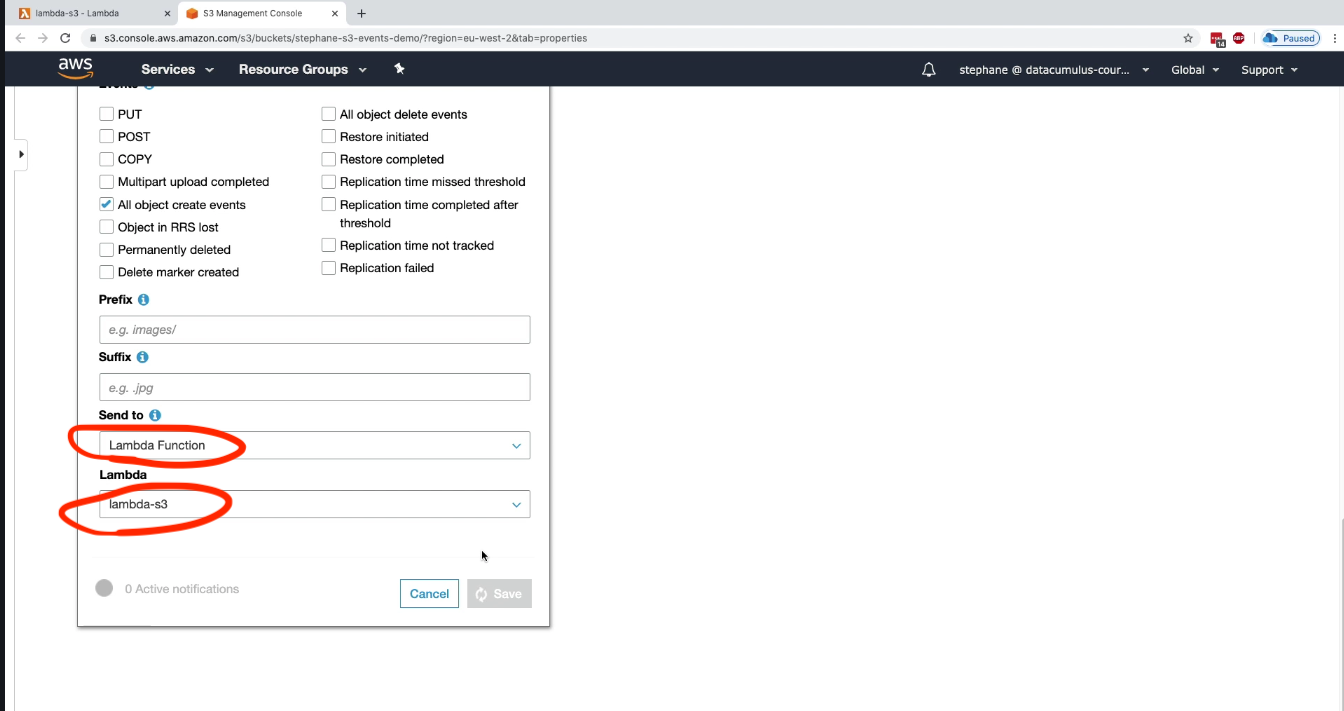 lambda-s3 - Lambda
S3 Management Console
s3.console.aws.amazon.com/s3/buckets/stephane-s3-events-demo/?region=eu-west-2&tab=properties
14
ABP
Paused
aws
Services
Resource Groups
stephane @ datacumulus-cour...
Global
Support
Events
PUT
POST
COPY
Multipart upload completed
All object create events
Object in RRS lost
Permanently deleted
Delete marker created
All object delete events
Restore initiated
Restore completed
Replication time missed threshold
Replication time completed after
threshold
Replication time not tracked
Replication failed
Prefix
e.g. images/
Suffix
e.g. .jpg
Send to
Lambda Function
Lambda
lambda-s3
0 Active notifications
Cancel
Save